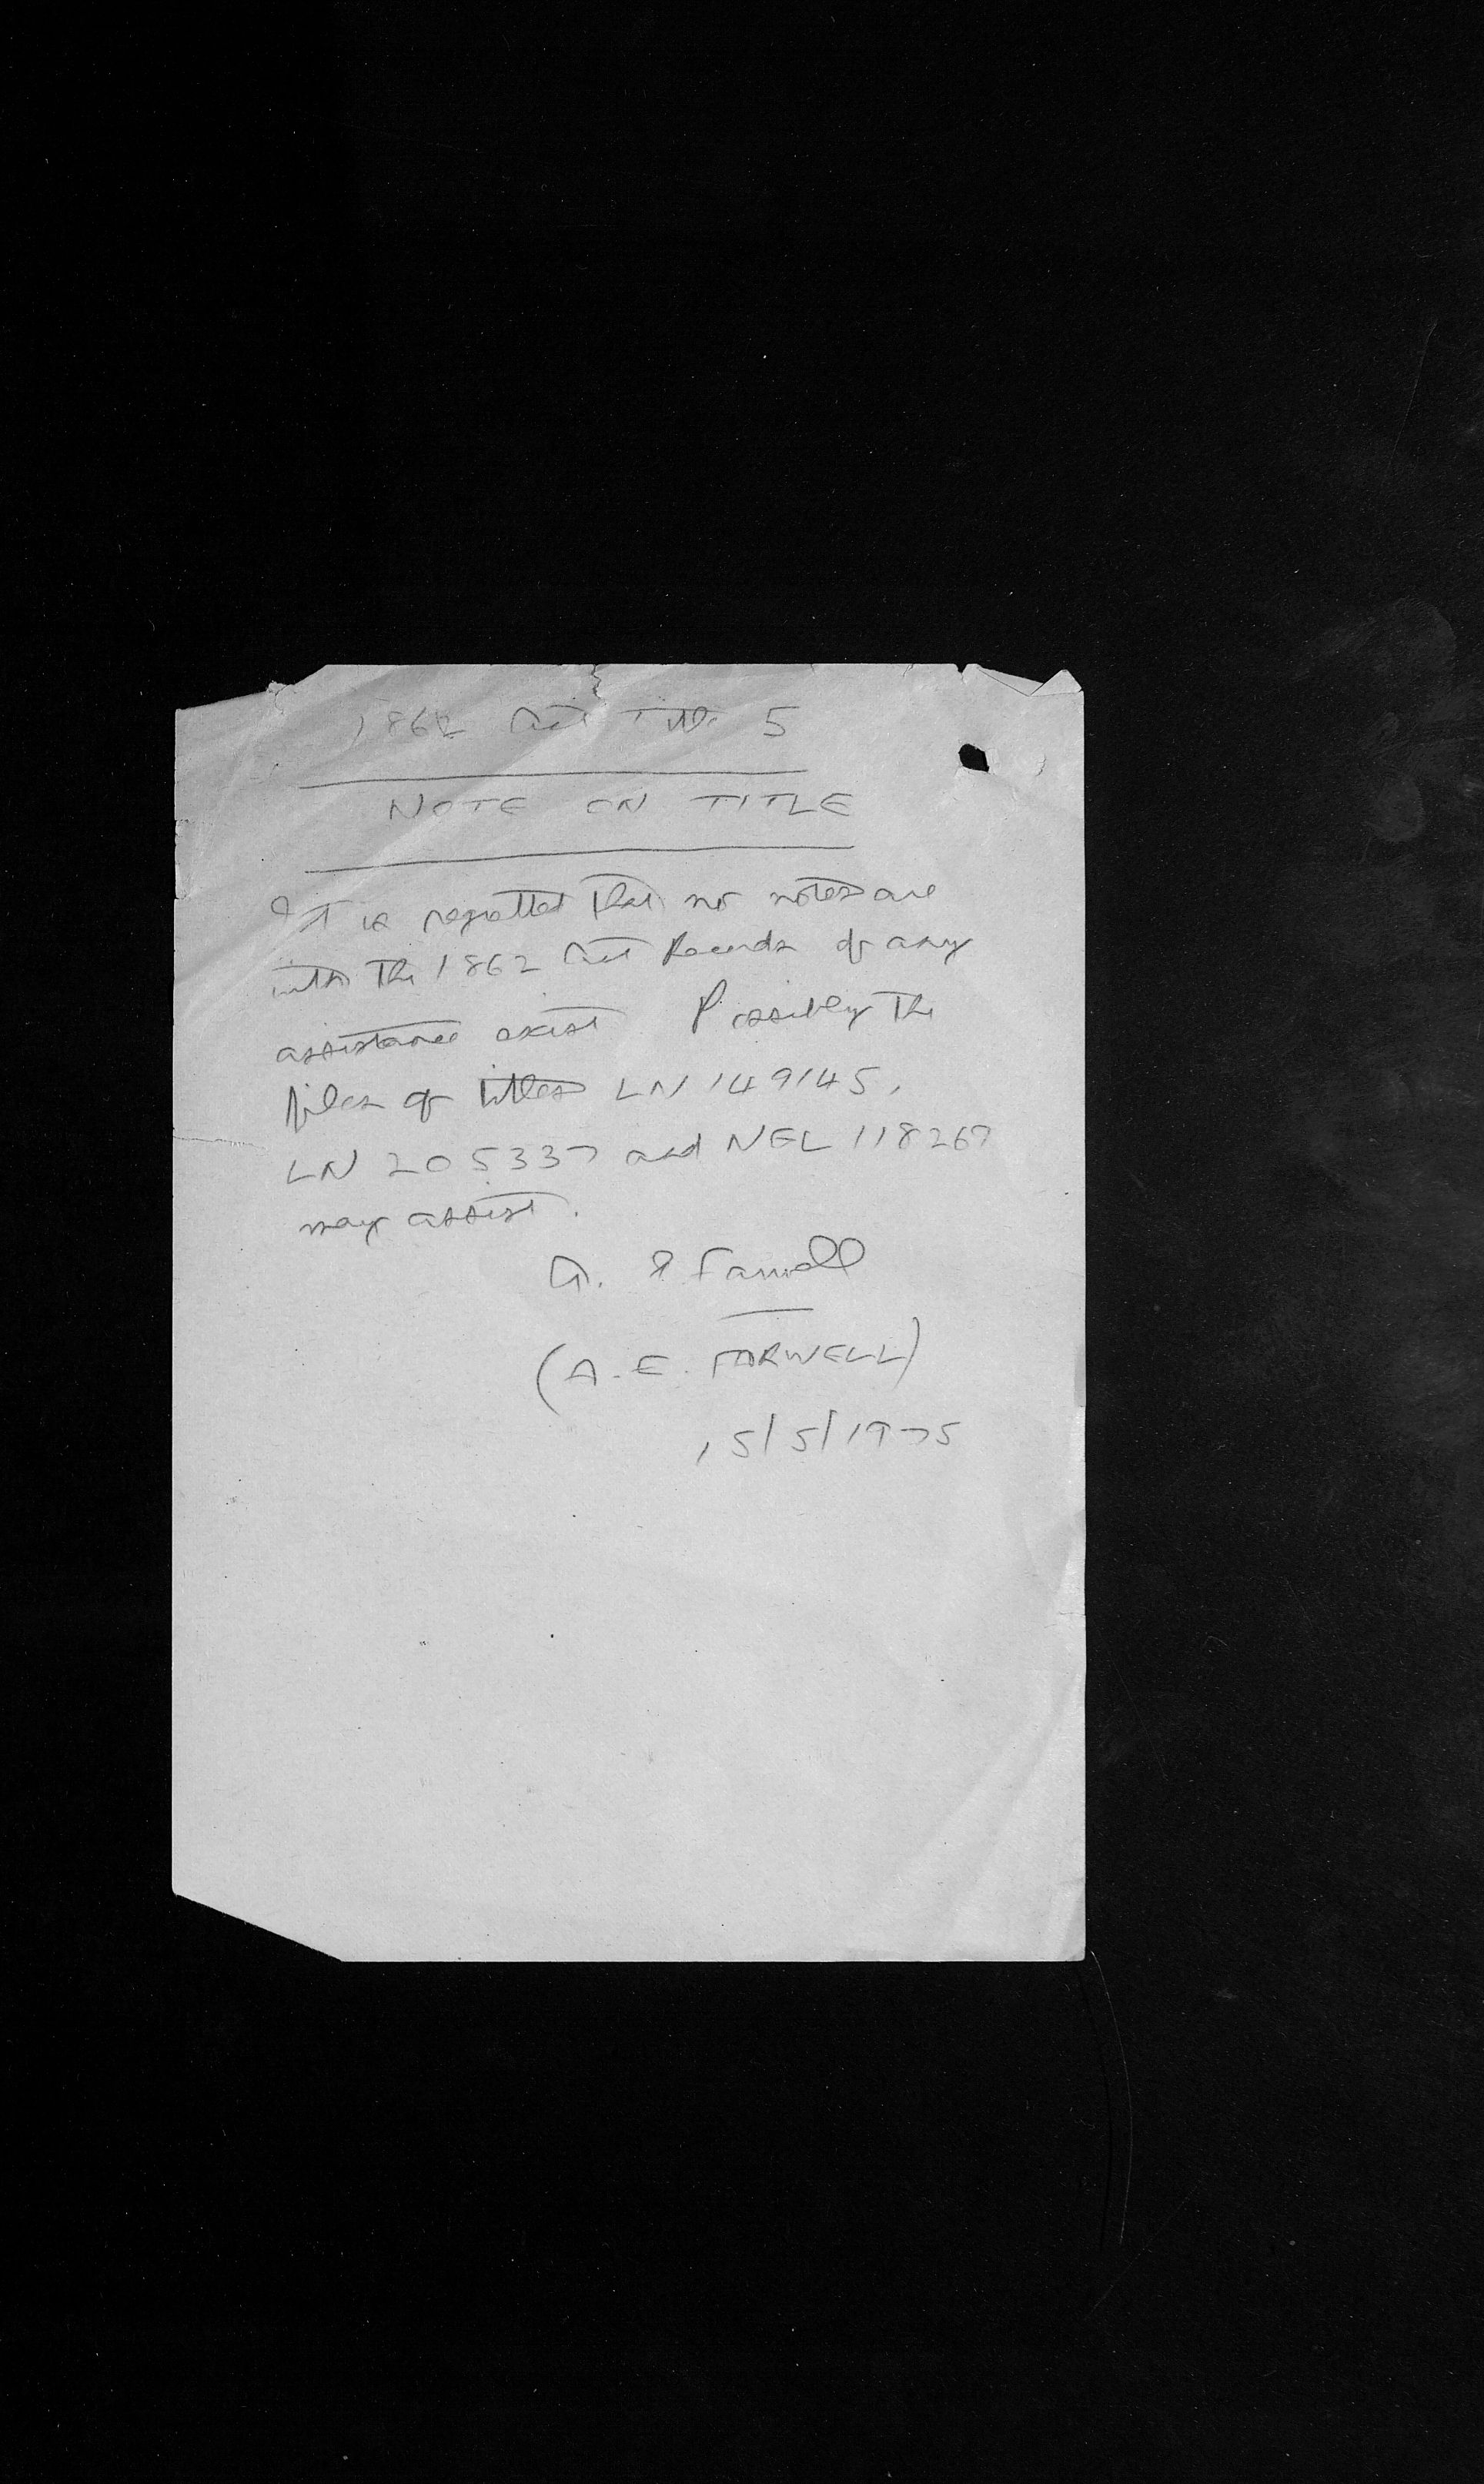 1862 Act Title 5
NOTE ON TITLE
It is regretted that no notes are
with the 1862 Act Records of any
assistance exist Possibly the
files of titles LN 149145,
LN 205337 and NGL 118267
may assist.
A. E Farwell
(A.E. FARWELL)
15/5/1975